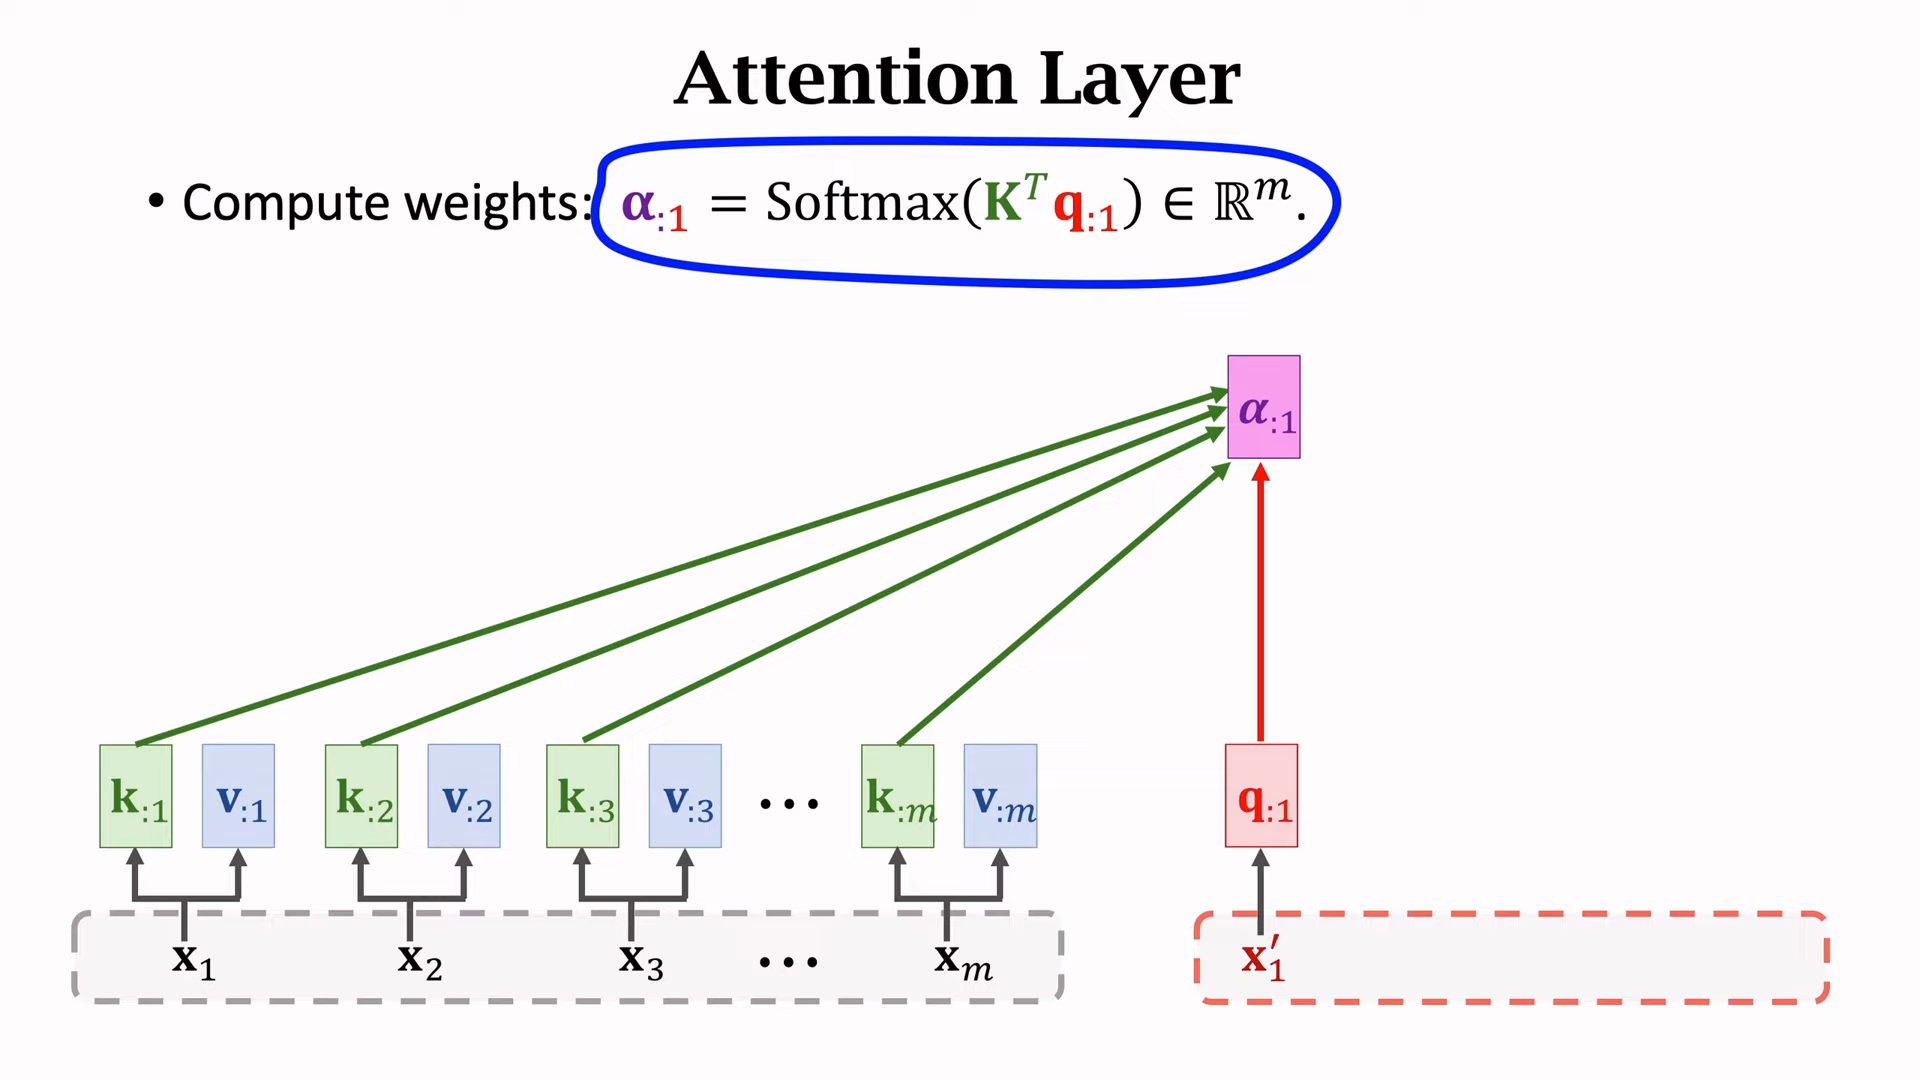 Attention Layer
• Compute weights: α:1 = Softmax(Kᵀq:1) ∈ ℝᵐ.
α:1
k:1 v:1 k:2 v:2 k:3 v:3 ⋯ k:m v:m q:1
x1 x2 x3 ⋯ xm x′1